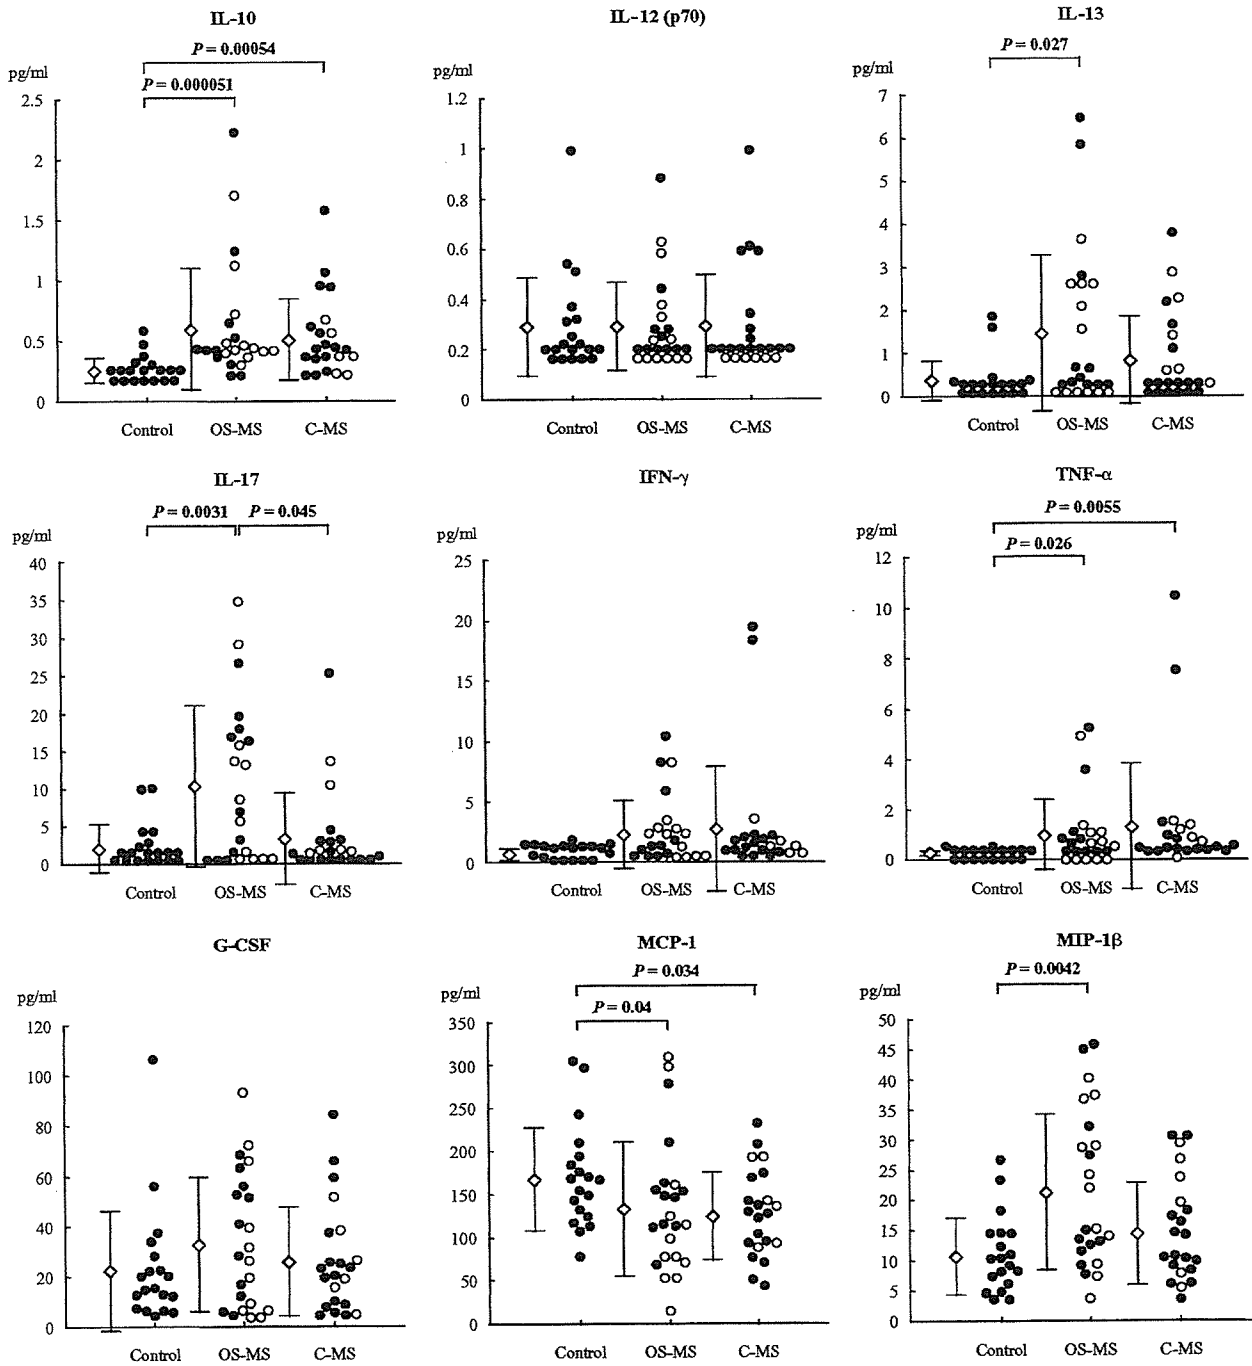 IL-10
P = 0.00054
pg/ml
P = 0.000051
2.5
2
1.5
1
0.5
0
Control OS-MS C-MS
IL-12 (p70)
pg/ml
1.2
1
0.8
0.6
0.4
0.2
0
Control OS-MS C-MS
IL-13
P = 0.027
pg/ml
7
6
5
4
3
2
1
0
Control OS-MS C-MS
IL-17
P = 0.0031 P = 0.045
pg/ml
40
35
30
25
20
15
10
5
0
Control OS-MS C-MS
IFN-γ
pg/ml
25
20
15
10
5
0
Control OS-MS C-MS
TNF-α
P = 0.0055
pg/ml
P = 0.026
12
10
8
6
4
2
0
Control OS-MS C-MS
G-CSF
pg/ml
120
100
80
60
40
20
0
Control OS-MS C-MS
MCP-1
P = 0.034
pg/ml
P = 0.04
350
300
250
200
150
100
50
0
Control OS-MS C-MS
MIP-1β
P = 0.0042
pg/ml
50
45
40
35
30
25
20
15
10
5
0
Control OS-MS C-MS